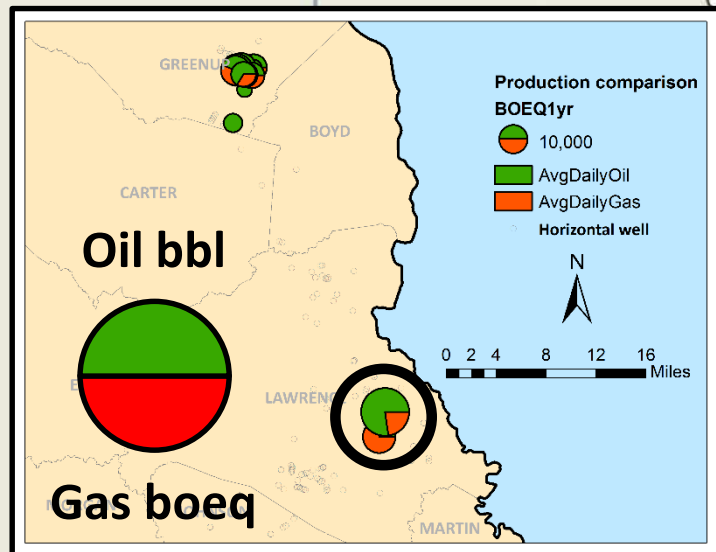 GREENUP
BOYD
CARTER
Production comparison
BOEQ1yr
10,000
AvgDailyOil
AvgDailyGas
Horizontal well
N
0 2 4 8 12 16
Miles
Oil bbl
LAWRENCE
Gas boeq
MARTIN